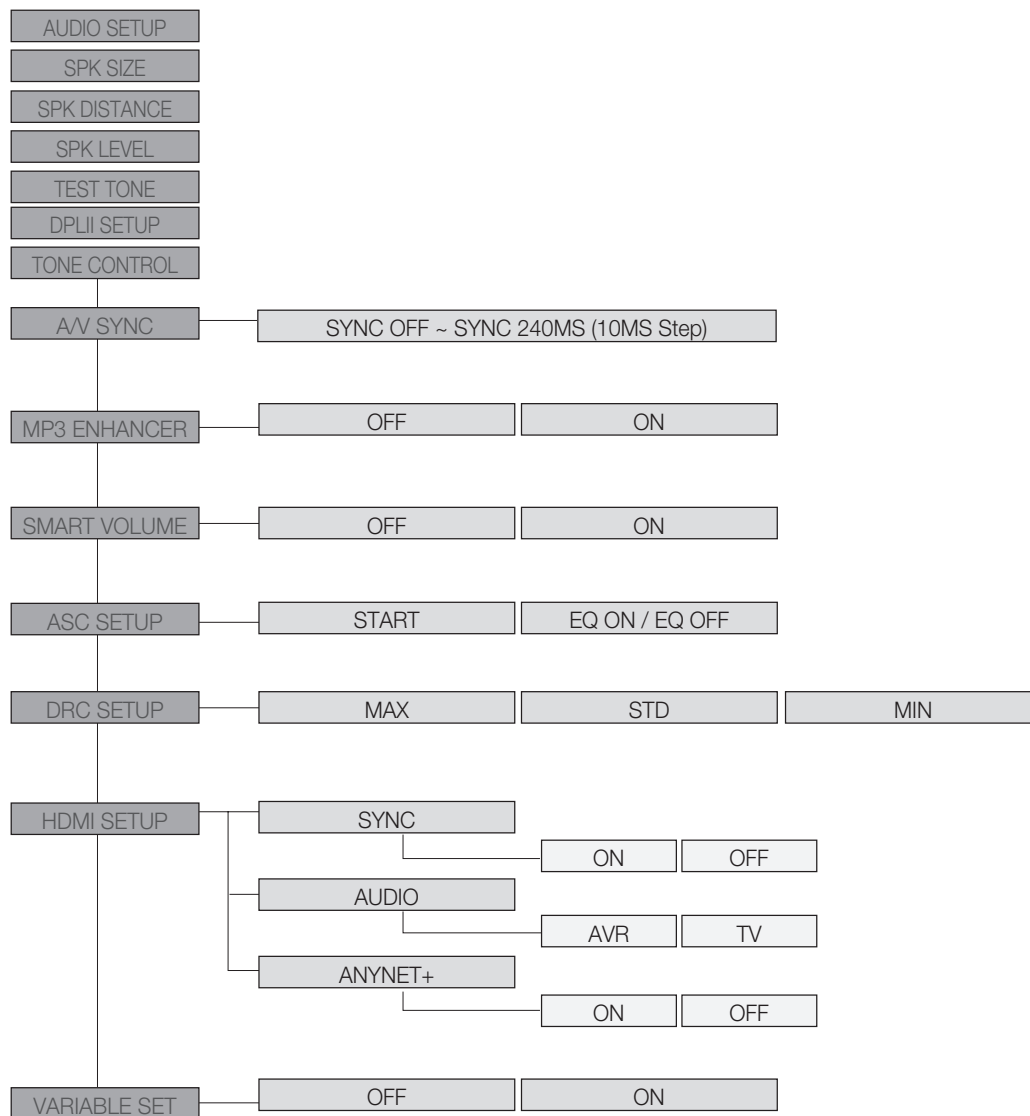 AUDIO SETUP
SPK SIZE
SPK DISTANCE
SPK LEVEL
TEST TONE
DPLII SETUP
TONE CONTROL
A/V SYNC
SYNC OFF ~ SYNC 240MS (10MS Step)
MP3 ENHANCER
OFF
ON
SMART VOLUME
OFF
ON
ASC SETUP
START
EQ ON / EQ OFF
DRC SETUP
MAX
STD
MIN
HDMI SETUP
SYNC
ON
OFF
AUDIO
AVR
TV
ANYNET+
ON
OFF
VARIABLE SET
OFF
ON